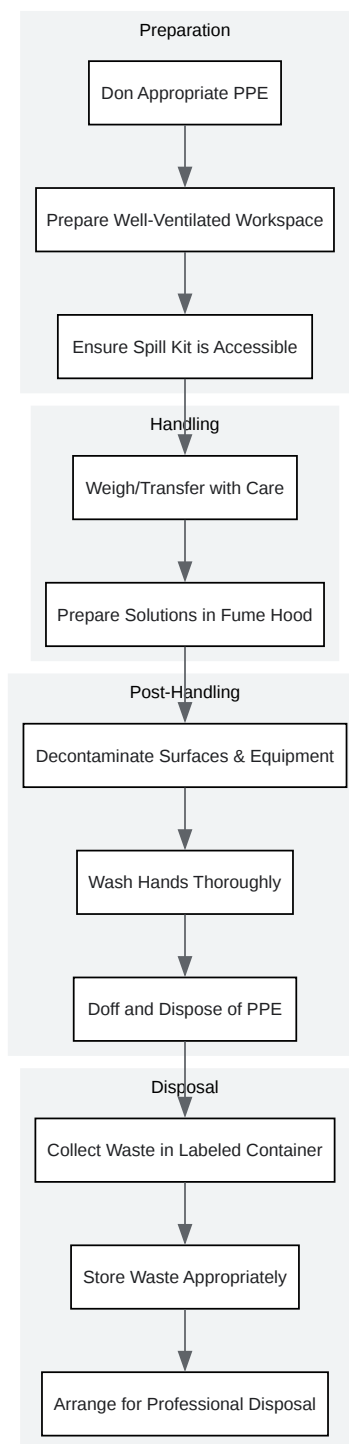 Preparation
Don Appropriate PPE
Prepare Well-Ventilated Workspace
Ensure Spill Kit is Accessible
Handling
Weigh/Transfer with Care
Prepare Solutions in Fume Hood
Post-Handling
Decontaminate Surfaces & Equipment
Wash Hands Thoroughly
Doff and Dispose of PPE
Disposal
Collect Waste in Labeled Container
Store Waste Appropriately
Arrange for Professional Disposal